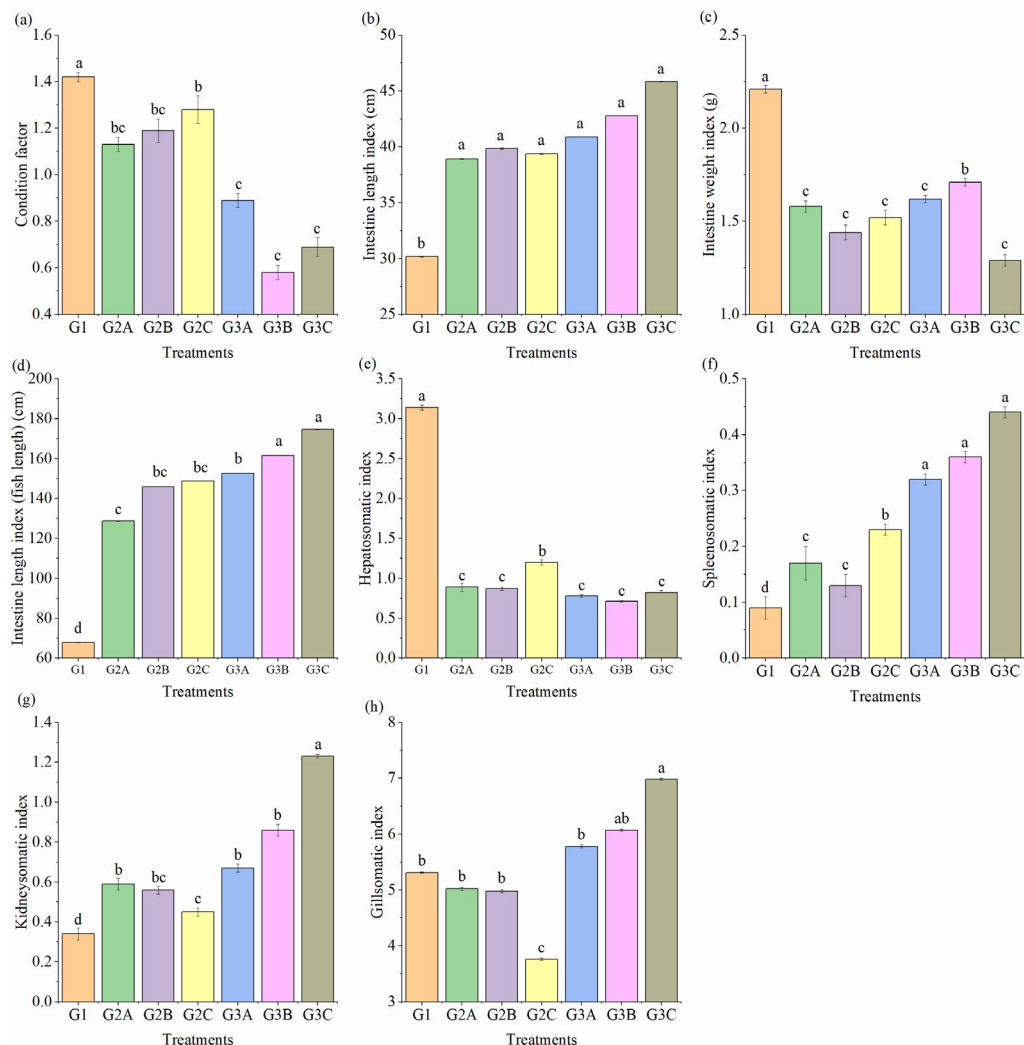 (a)
1.6
1.4
1.2
1.0
0.8
0.6
0.4
Condition factor
a
bc
bc
b
c
c
c
G1 G2A G2B G2C G3A G3B G3C
Treatments
(b)
50
45
40
35
30
25
Intestine length index (cm)
b
a
a
a
a
a
a
G1 G2A G2B G2C G3A G3B G3C
Treatments
(c)
2.5
2.0
1.5
1.0
Intestine weight index (g)
a
c
c
c
c
b
c
G1 G2A G2B G2C G3A G3B G3C
Treatments
(d)
200
180
160
140
120
100
80
60
Intestine length index (fish length) (cm)
d
c
bc
bc
b
a
a
G1 G2A G2B G2C G3A G3B G3C
Treatments
(e)
3.5
3.0
2.5
2.0
1.5
1.0
0.5
0.0
Hepatosomatic index
a
c
c
b
c
c
c
G1 G2A G2B G2C G3A G3B G3C
Treatments
(f)
0.5
0.4
0.3
0.2
0.1
0.0
Splenosomatic index
d
c
c
b
a
a
a
G1 G2A G2B G2C G3A G3B G3C
Treatments
(g)
1.4
1.2
1.0
0.8
0.6
0.4
0.2
0.0
Kidneysomatic index
d
b
bc
c
b
b
a
G1 G2A G2B G2C G3A G3B G3C
Treatments
(h)
8
7
6
5
4
3
Gillsomatic index
b
b
b
c
b
ab
a
G1 G2A G2B G2C G3A G3B G3C
Treatments